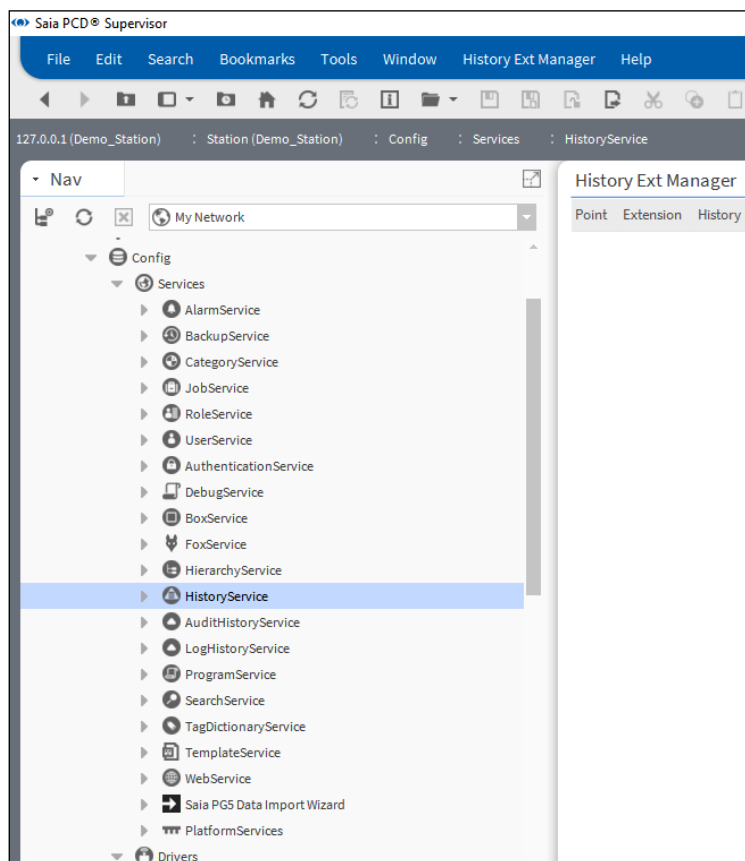 Saia PCD® Supervisor
File Edit Search Bookmarks Tools Window History Ext Manager Help
127.0.0.1 (Demo_Station) : Station (Demo_Station) : Config : Services : HistoryService
Nav
History Ext Manager
My Network
Point Extension History
Config
Services
AlarmService
BackupService
CategoryService
JobService
RoleService
UserService
AuthenticationService
DebugService
BoxService
FoxService
HierarchyService
HistoryService
AuditHistoryService
LogHistoryService
ProgramService
SearchService
TagDictionaryService
TemplateService
WebService
Saia PG5 Data Import Wizard
PlatformServices
Drivers